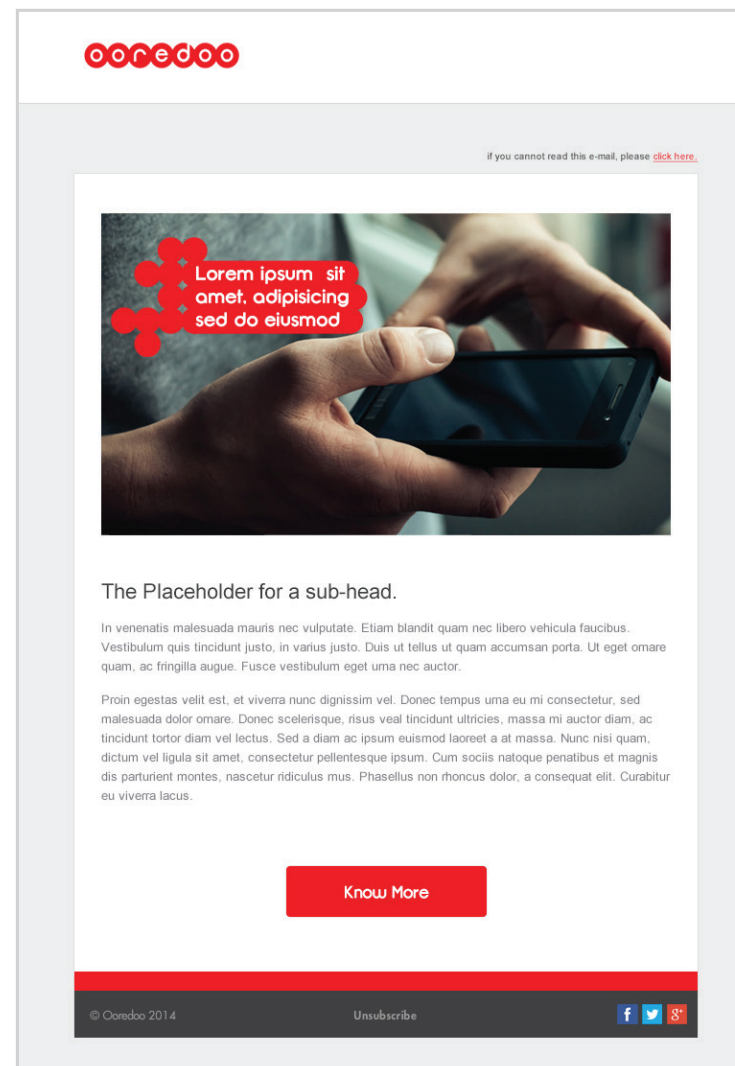 ooredoo
if you cannot read this e-mail, please click here.
Lorem ipsum sit
amet, adipisicing
sed do eiusmod
The Placeholder for a sub-head.
In venenatis malesuada mauris nec vulputate. Etiam blandit quam nec libero vehicula faucibus.
Vestibulum quis tincidunt justo, in varius justo. Duis ut tellus ut quam accumsan porta. Ut eget ornare
quam, ac fringilla augue. Fusce vestibulum eget urna nec auctor.
Proin egestas velit est, et viverra nunc dignissim vel. Donec tempus urna eu mi consectetur, sed
malesuada dolor ornare. Donec scelerisque, risus veal tincidunt ultricies, massa mi auctor diam, ac
tincidunt tortor diam vel lectus. Sed a diam ac ipsum euismod laoreet a at massa. Nunc nisi quam,
dictum vel ligula sit amet, consectetur pellentesque ipsum. Cum sociis natoque penatibus et magnis
dis parturient montes, nascetur ridiculus mus. Phasellus non rhoncus dolor, a consequat elit. Curabitur
eu viverra lacus.
Know More
© Ooredoo 2014 Unsubscribe f g+